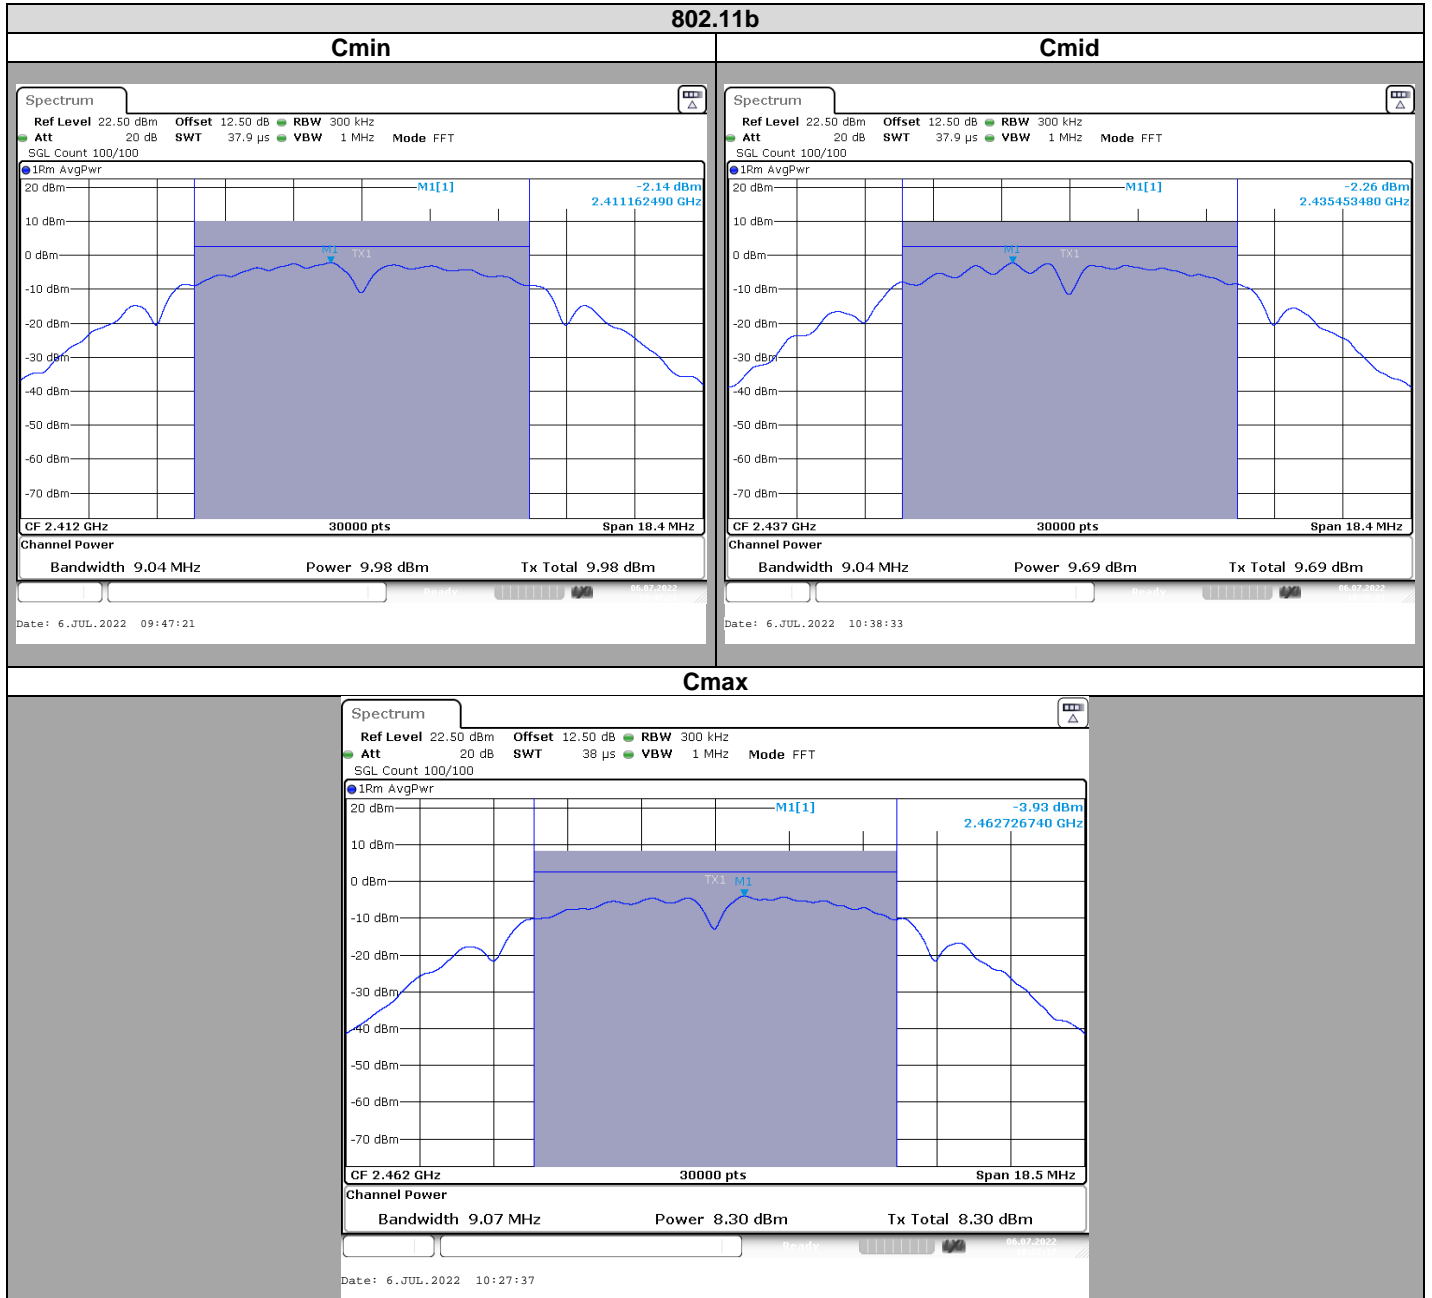 802.11b
Cmin
Cmid
Spectrum
Ref Level 22.50 dBm Offset 12.50 dB RBW 300 kHz
Att 20 dB SWT 37.9 µs VBW 1 MHz Mode FFT
SGL Count 100/100
1Rm AvgPwr
20 dBm
M1[1] -2.14 dBm
2.411162490 GHz
10 dBm
M1
TX1
0 dBm
-10 dBm
-20 dBm
-30 dBm
-40 dBm
-50 dBm
-60 dBm
-70 dBm
CF 2.412 GHz 30000 pts Span 18.4 MHz
Channel Power
Bandwidth 9.04 MHz Power 9.98 dBm Tx Total 9.98 dBm
Ready 06.07.2022
Date: 6.JUL.2022 09:47:21
Spectrum
Ref Level 22.50 dBm Offset 12.50 dB RBW 300 kHz
Att 20 dB SWT 37.9 µs VBW 1 MHz Mode FFT
SGL Count 100/100
1Rm AvgPwr
20 dBm
M1[1] -2.26 dBm
2.435453480 GHz
10 dBm
M1
TX1
0 dBm
-10 dBm
-20 dBm
-30 dBm
-40 dBm
-50 dBm
-60 dBm
-70 dBm
CF 2.437 GHz 30000 pts Span 18.4 MHz
Channel Power
Bandwidth 9.04 MHz Power 9.69 dBm Tx Total 9.69 dBm
Ready 06.07.2022
Date: 6.JUL.2022 10:38:33
Cmax
Spectrum
Ref Level 22.50 dBm Offset 12.50 dB RBW 300 kHz
Att 20 dB SWT 38 µs VBW 1 MHz Mode FFT
SGL Count 100/100
1Rm AvgPwr
20 dBm
M1[1] -3.93 dBm
2.462726740 GHz
10 dBm
0 dBm
TX1 M1
-10 dBm
-20 dBm
-30 dBm
-40 dBm
-50 dBm
-60 dBm
-70 dBm
CF 2.462 GHz 30000 pts Span 18.5 MHz
Channel Power
Bandwidth 9.07 MHz Power 8.30 dBm Tx Total 8.30 dBm
Ready 06.07.2022
Date: 6.JUL.2022 10:27:37